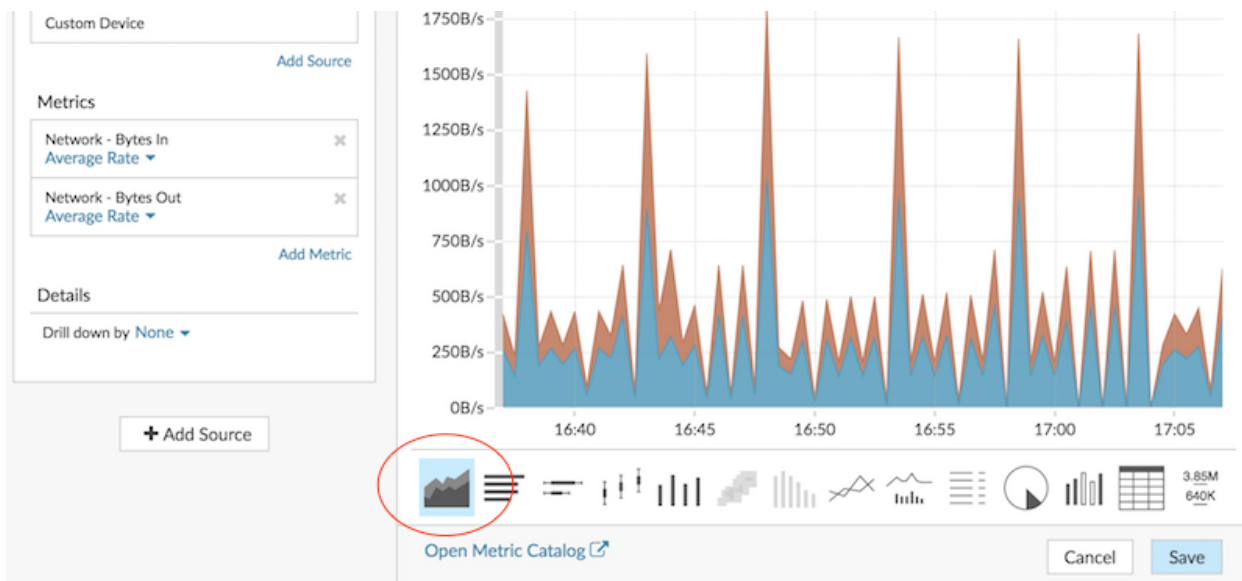 Custom Device
Add Source
Metrics
Network - Bytes In
Average Rate
Network - Bytes Out
Average Rate
Add Metric
Details
Drill down by None
+ Add Source
1750B/s
1500B/s
1250B/s
1000B/s
750B/s
500B/s
250B/s
0B/s
16:40 16:45 16:50 16:55 17:00 17:05
3.85M
640K
Open Metric Catalog
Cancel Save